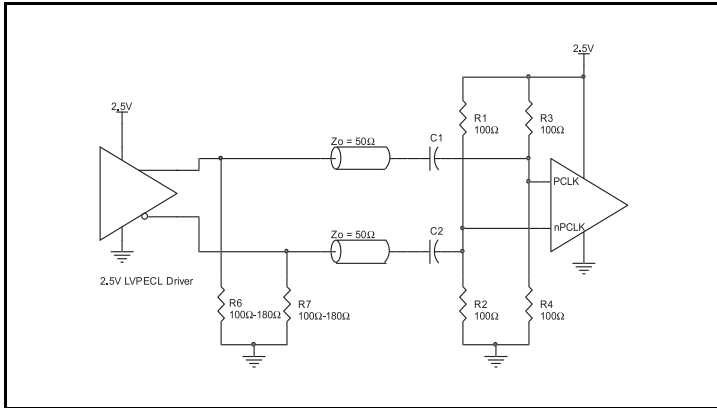 2.5V
2.5V
R1
100Ω
R3
100Ω
Zo = 50Ω
C1
PCLK
nPCLK
Zo = 50Ω
C2
2.5V LVPECL Driver
R6
100Ω-180Ω
R7
100Ω-180Ω
R2
100Ω
R4
100Ω